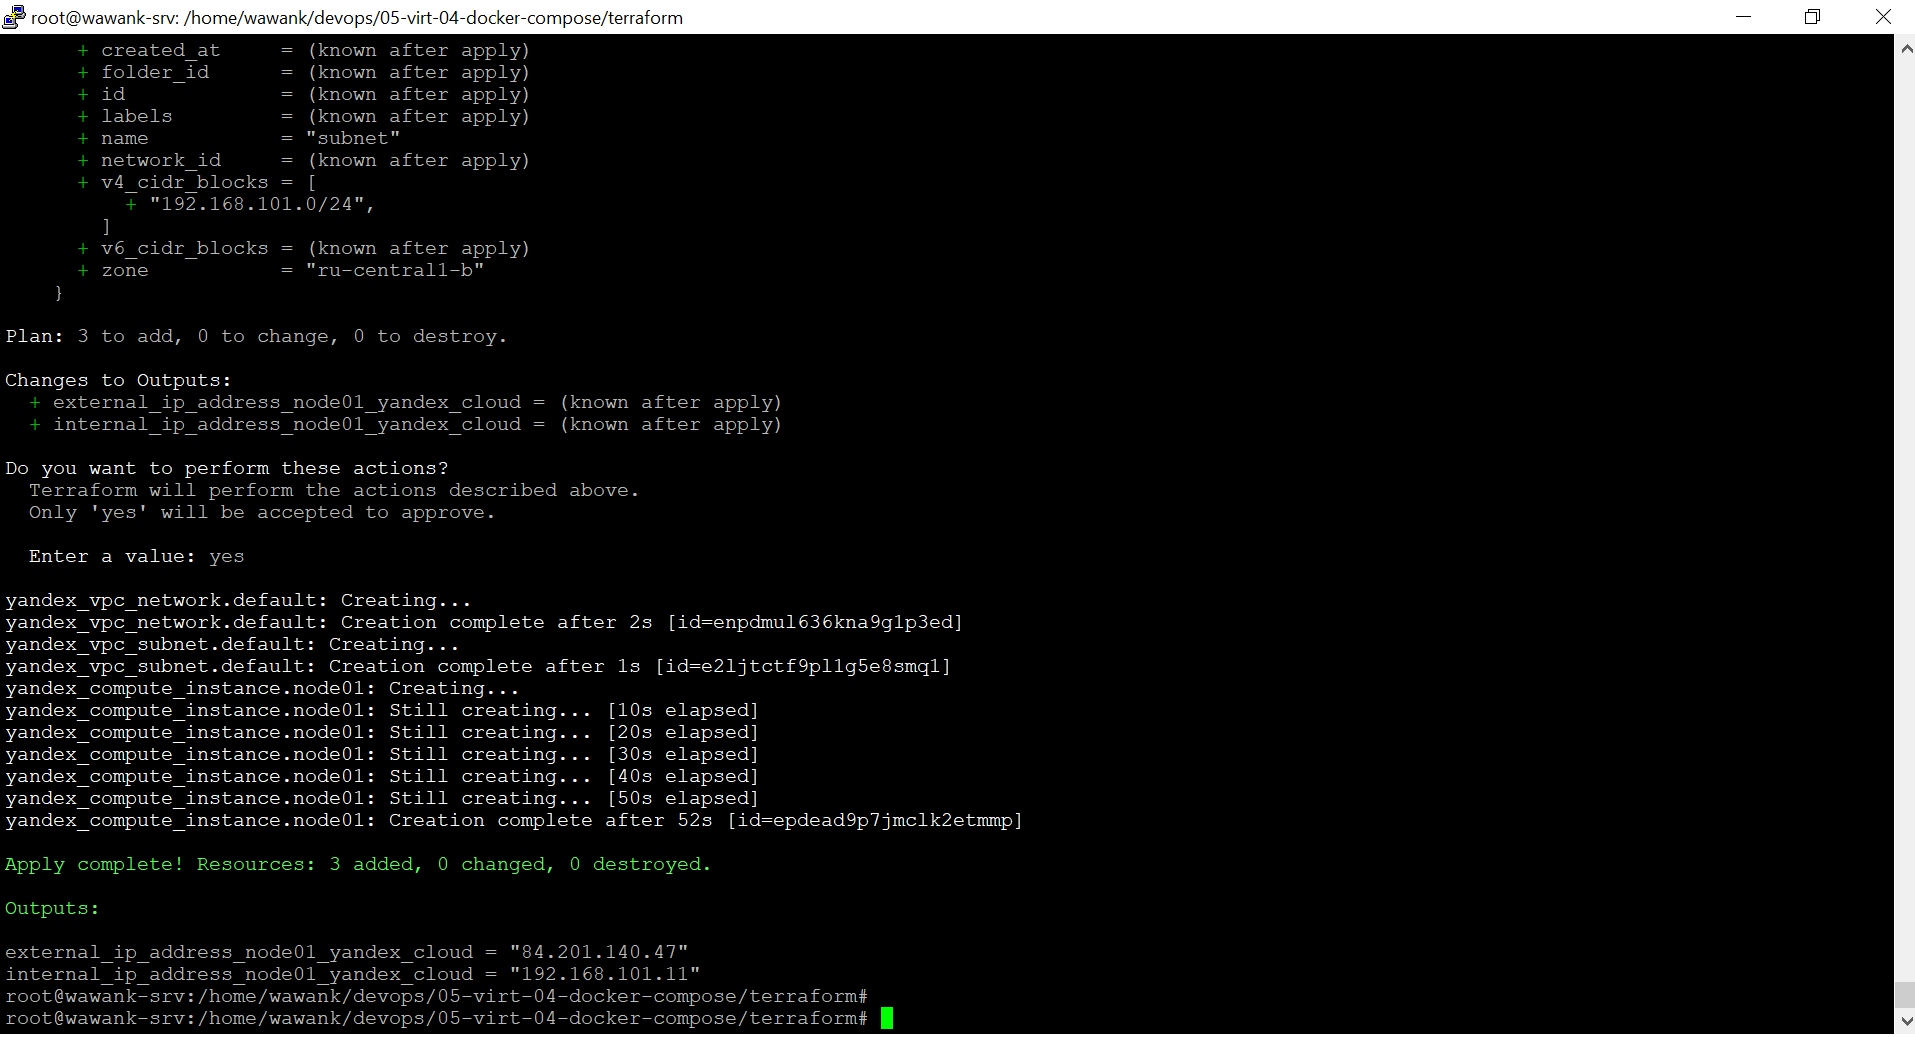 root@wawank-srv: /home/wawank/devops/05-virt-04-docker-compose/terraform
+ created_at     = (known after apply)
+ folder_id      = (known after apply)
+ id             = (known after apply)
+ labels         = (known after apply)
+ name           = "subnet"
+ network_id     = (known after apply)
+ v4_cidr_blocks = [
+ "192.168.101.0/24",
]
+ v6_cidr_blocks = (known after apply)
+ zone           = "ru-central1-b"
}
Plan: 3 to add, 0 to change, 0 to destroy.
Changes to Outputs:
+ external_ip_address_node01_yandex_cloud = (known after apply)
+ internal_ip_address_node01_yandex_cloud = (known after apply)
Do you want to perform these actions?
Terraform will perform the actions described above.
Only 'yes' will be accepted to approve.
Enter a value: yes
yandex_vpc_network.default: Creating...
yandex_vpc_network.default: Creation complete after 2s [id=enpdmul636kna9g1p3ed]
yandex_vpc_subnet.default: Creating...
yandex_vpc_subnet.default: Creation complete after 1s [id=e2ljtctf9pl1g5e8smq1]
yandex_compute_instance.node01: Creating...
yandex_compute_instance.node01: Still creating... [10s elapsed]
yandex_compute_instance.node01: Still creating... [20s elapsed]
yandex_compute_instance.node01: Still creating... [30s elapsed]
yandex_compute_instance.node01: Still creating... [40s elapsed]
yandex_compute_instance.node01: Still creating... [50s elapsed]
yandex_compute_instance.node01: Creation complete after 52s [id=epdead9p7jmclk2etmmp]
Apply complete! Resources: 3 added, 0 changed, 0 destroyed.
Outputs:
external_ip_address_node01_yandex_cloud = "84.201.140.47"
internal_ip_address_node01_yandex_cloud = "192.168.101.11"
root@wawank-srv:/home/wawank/devops/05-virt-04-docker-compose/terraform#
root@wawank-srv:/home/wawank/devops/05-virt-04-docker-compose/terraform#